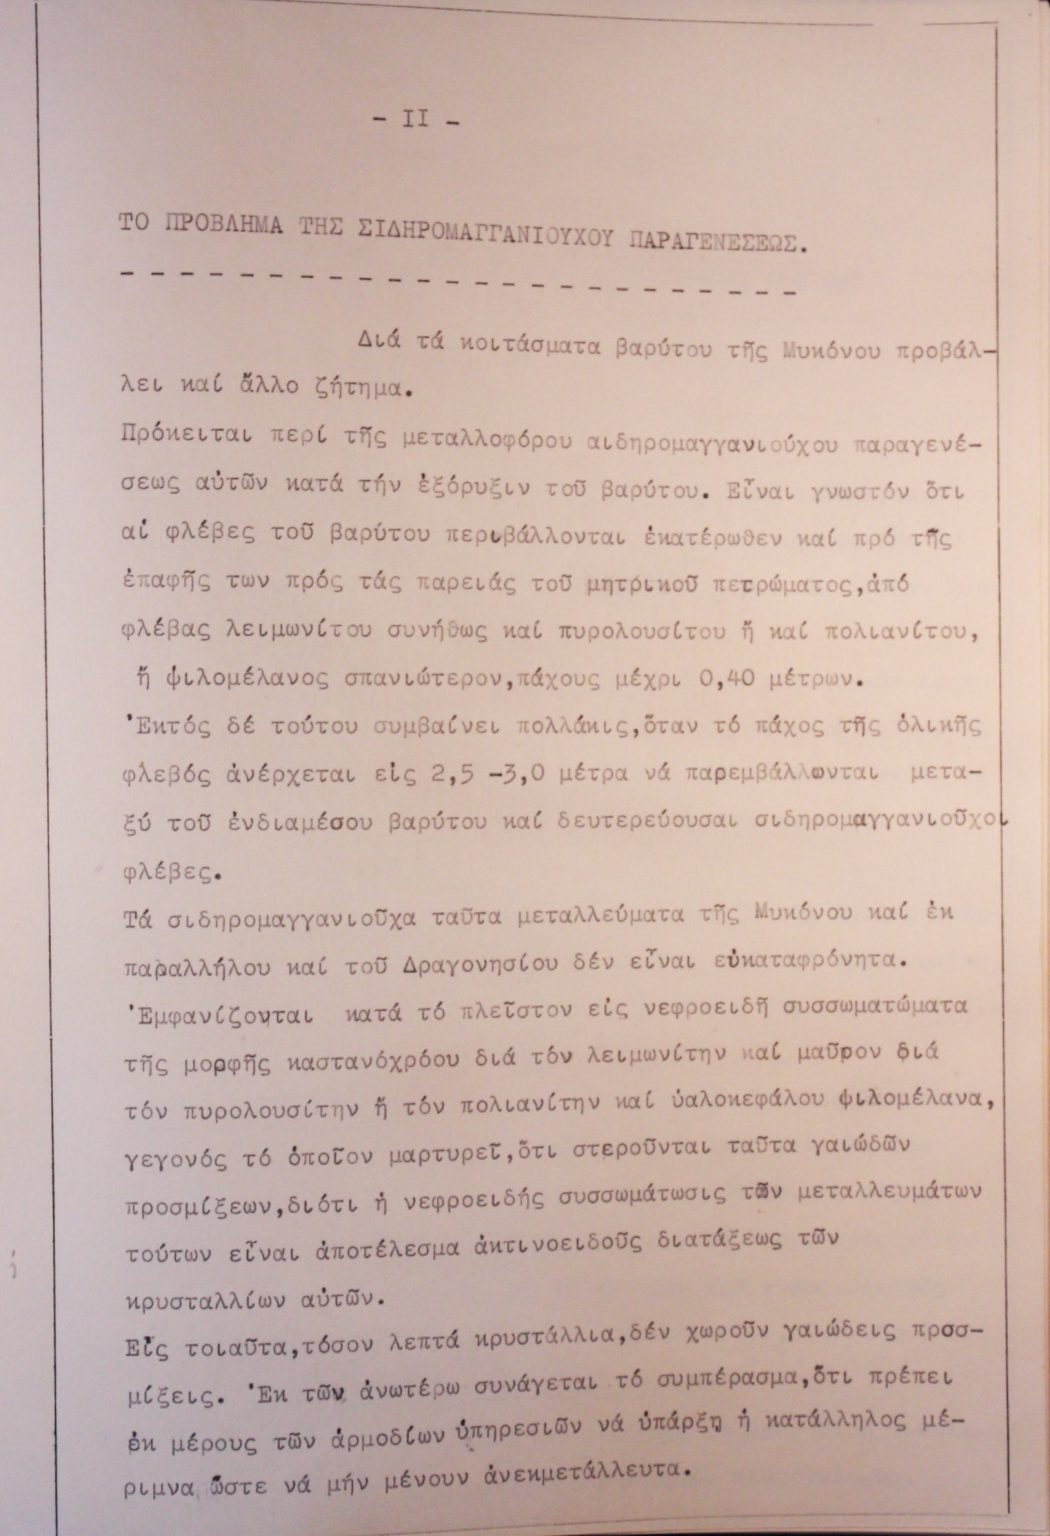 - II -
ΤΟ ΠΡΟΒΛΗΜΑ ΤΗΣ ΣΙΔΗΡΟΜΑΓΓΑΝΙΟΥΧΟΥ ΠΑΡΑΓΕΝΕΣΕΩΣ.
- - - - - - - - - - - - - - - - - - - - - - - -
Διά τά κοιτάσματα βαρύτου τῆς Μυκόνου προβάλ-
λει καί ἄλλο ζήτημα.
Πρόκειται περί τῆς μεταλλοφόρου αιδηρομαγγανιούχου παραγενέ-
σεως αὐτῶν κατά τήν ἐξόρυξιν τοῦ βαρύτου. Εἶναι γνωστόν ὅτι
αἱ φλέβες τοῦ βαρύτου περιβάλλονται ἑκατέρωθεν καί πρό τῆς
ἐπαφῆς των πρός τάς παρειάς τοῦ μητρικοῦ πετρώματος,ἀπό
φλέβας λειμωνίτου συνήθως καί πυρολουσίτου ἤ καί πολιανίτου,
ἤ ψιλομέλανος σπανιώτερον,πάχους μέχρι 0,40 μέτρων.
Ἐκτός δέ τούτου συμβαίνει πολλάκις,ὅταν τό πάχος τῆς ὁλικῆς
φλεβός ἀνέρχεται εἰς 2,5 -3,0 μέτρα νά παρεμβάλλωνται μετα-
ξύ τοῦ ἐνδιαμέσου βαρύτου καί δευτερεύουσαι σιδηρομαγγανιοῦχοι
φλέβες.
Τά σιδηρομαγγανιοῦχα ταῦτα μεταλλεύματα τῆς Μυκόνου καί ἐκ
παραλλήλου καί τοῦ Δραγονησίου δέν εἶναι εὐκαταφρόνητα.
Ἐμφανίζονται κατά τό πλεῖστον εἰς νεφροειδῆ συσσωματώματα
τῆς μορφῆς καστανόχρόου διά τόν λειμωνίτην καί μαῦρον διά
τόν πυρολουσίτην ἤ τόν πολιανίτην καί ὑαλοκεφάλου ψιλομέλανα,
γεγονός τό ὁποῖον μαρτυρεῖ,ὅτι στεροῦνται ταῦτα γαιώδῶν
προσμίξεων,διότι ἡ νεφροειδής συσσωμάτωσις τῶν μεταλλευμάτων
τούτων εἶναι ἀποτέλεσμα ἀκτινοειδοῦς διατάξεως τῶν
κρυσταλλίων αὐτῶν.
Εἰς τοιαῦτα,τόσον λεπτά κρυστάλλια,δέν χωροῦν γαιώδεις προσ-
μίξεις. Ἐκ τῶν ἀνωτέρω συνάγεται τό συμπέρασμα,ὅτι πρέπει
ἐκ μέρους τῶν ἁρμοδίων ὑπηρεσιῶν νά ὑπάρξῃ ἡ κατάλληλος μέ-
ριμνα ὥστε νά μήν μένουν ἀνεκμετάλλευτα.